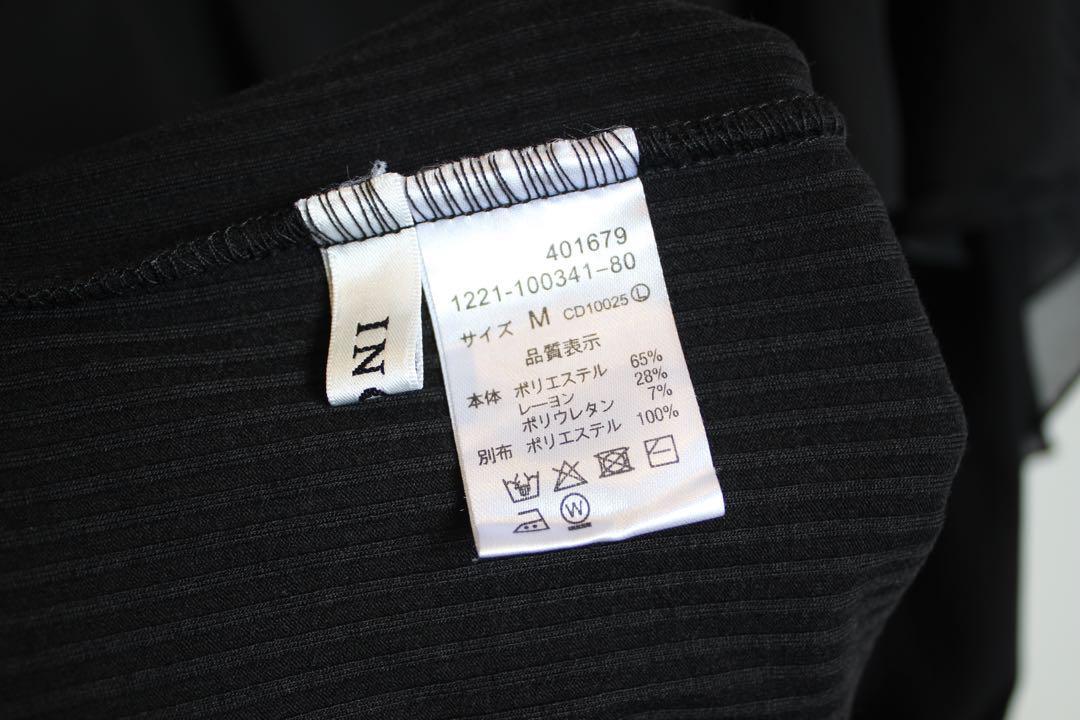 401679
1221-100341-80
サイズ M CD10025Ⓛ
品質表示
本体 ポリエステル 65%
レーヨン 28%
ポリウレタン 7%
別布 ポリエステル 100%
W
IN